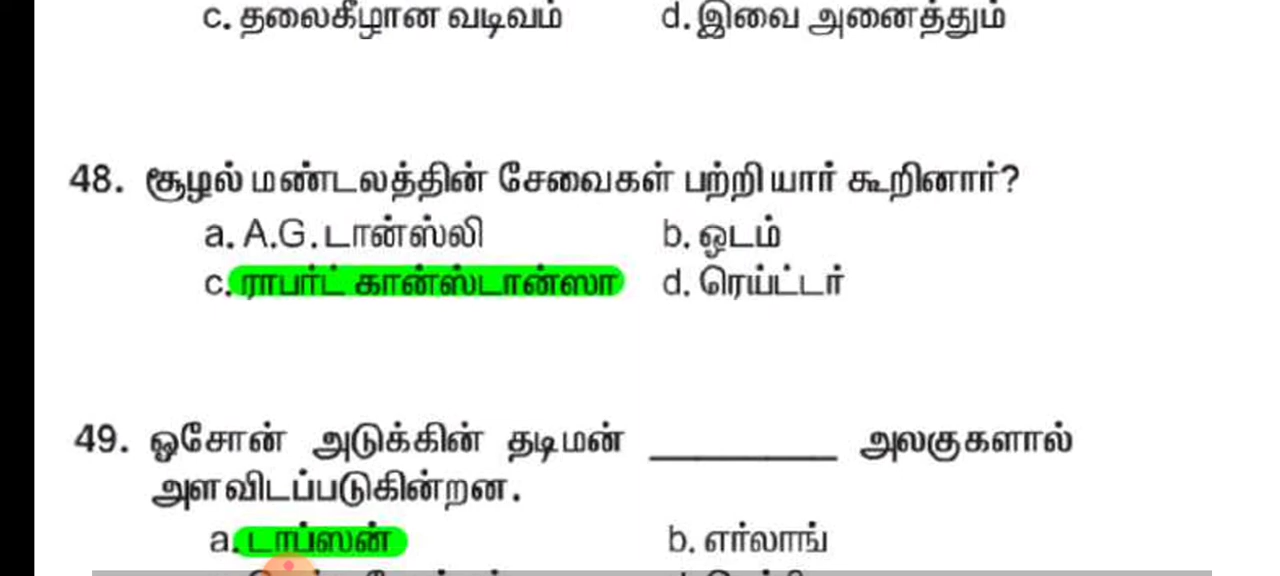 c. தலைகீழான வடிவம் d. இவை அனைத்தும்
48. சூழல் மண்டலத்தின் சேவைகள் பற்றி யார் கூறினார்?
a. A.G. டான்ஸ்லி b. ஓடம்
c. ராபர்ட் கான்ஸ்டான்ஸா d. ரெய்ட்டர்
49. ஓசோன் அடுக்கின் தடிமன் __________ அலகுகளால்
அளவிடப்படுகின்றன.
a. டாப்ஸன் b. எர்லாங்